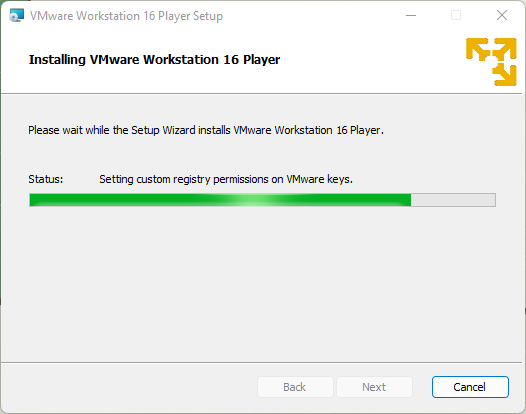 VMware Workstation 16 Player Setup
Installing VMware Workstation 16 Player
Please wait while the Setup Wizard installs VMware Workstation 16 Player.
Status: Setting custom registry permissions on VMware keys.
Back Next Cancel